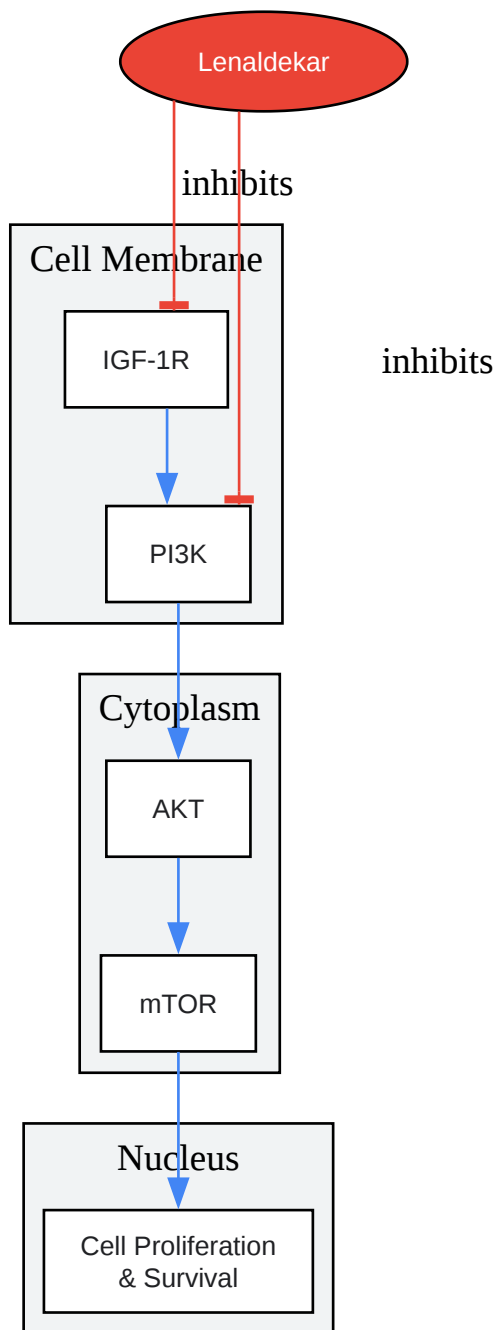 Lenaldekar
inhibits
Cell Membrane
IGF-1R
inhibits
PI3K
Cytoplasm
AKT
mTOR
Nucleus
Cell Proliferation
& Survival